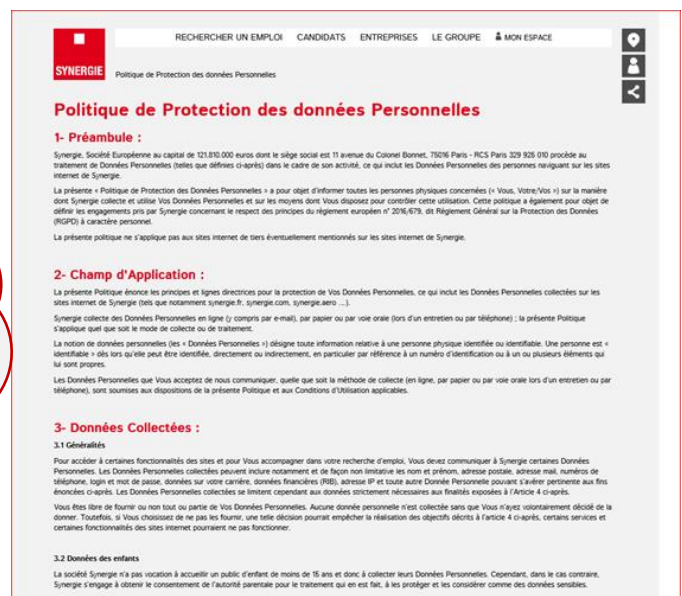 RECHERCHER UN EMPLOI CANDIDATS ENTREPRISES LE GROUPE MON ESPACE
SYNERGIE
Politique de Protection des données Personnelles
Politique de Protection des données Personnelles
1- Préambule :
Synergie, Société Européenne au capital de 121.810.000 euros dont le siège social est 11 avenue du Colonel Bonnet, 75016 Paris - RCS Paris 329 925 010 procède au
traitement de Données Personnelles (telles que définies ci-après) dans le cadre de son activité, ce qui inclut les Données Personnelles des personnes naviguant sur les sites
internet de Synergie.
La présente « Politique de Protection des Données Personnelles » a pour objet d'informer toutes les personnes physiques concernées (« Vous, Votre/Vos ») sur la manière
dont Synergie collecte et utilise Vos Données Personnelles et sur les moyens dont Vous disposez pour contrôler cette utilisation. Cette politique a également pour objet de
définir les engagements pris par Synergie concernant le respect des principes du règlement européen n° 2016/679, dit Règlement Général sur la Protection des Données
(RGPD) à caractère personnel.
La présente politique ne s'applique pas aux sites internet de tiers éventuellement mentionnés sur les sites internet de Synergie.
2- Champ d'Application :
La présente Politique énonce les principes et lignes directrices pour la protection de Vos Données Personnelles, ce qui inclut les Données Personnelles collectées sur les
sites internet de Synergie (tels que notamment synergie.fr, synergie.com, synergie.aero ....).
Synergie collecte des Données Personnelles en ligne (y compris par e-mail), par papier ou par voie orale (lors d'un entretien ou par téléphone) ; la présente Politique
s'applique quel que soit le mode de collecte ou de traitement.
La notion de données personnelles (les « Données Personnelles ») désigne toute information relative à une personne physique identifiée ou identifiable. Une personne est «
identifiable » dès lors qu'elle peut être identifiée, directement ou indirectement, en particulier par référence à un numéro d'identification ou à un ou plusieurs éléments qui
lui sont propres.
Les Données Personnelles que Vous acceptez de nous communiquer, quelle que soit la méthode de collecte (en ligne, par papier ou par voie orale lors d'un entretien ou par
téléphone), sont soumises aux dispositions de la présente Politique et aux Conditions d'Utilisation applicables.
3- Données Collectées :
3.1 Généralités
Pour accéder à certaines fonctionnalités des sites et pour Vous accompagner dans votre recherche d'emploi, Vous devez communiquer à Synergie certaines Données
Personnelles. Les Données Personnelles collectées peuvent inclure notamment et de façon non limitative les nom et prénom, adresse postale, adresse mail, numéros de
téléphone, login et mot de passe, données sur votre carrière, données financières (RIB), adresse IP et toute autre Donnée Personnelle pouvant s'avérer pertinente aux fins
énoncées ci-après. Les Données Personnelles collectées se limitent cependant aux données strictement nécessaires aux finalités exposées à l'Article 4 ci-après.
Vous êtes libre de fournir ou non tout ou partie de Vos Données Personnelles. Aucune donnée personnelle n'est collectée sans que Vous n'ayez volontairement décidé de la
donner. Toutefois, si Vous choisissez de ne pas les fournir, une telle décision pourrait empêcher la réalisation des objectifs décrits à l'article 4 ci-après, certains services et
certaines fonctionnalités des sites internet pourraient ne pas fonctionner.
3.2 Données des enfants
La société Synergie n'a pas vocation à accueillir un public d'enfant de moins de 15 ans et donc à collecter leurs Données Personnelles. Cependant, dans le cas contraire,
Synergie s'engage à obtenir le consentement de l'autorité parentale pour le traitement qui en est fait, à les protéger et les considérer comme des données sensibles.